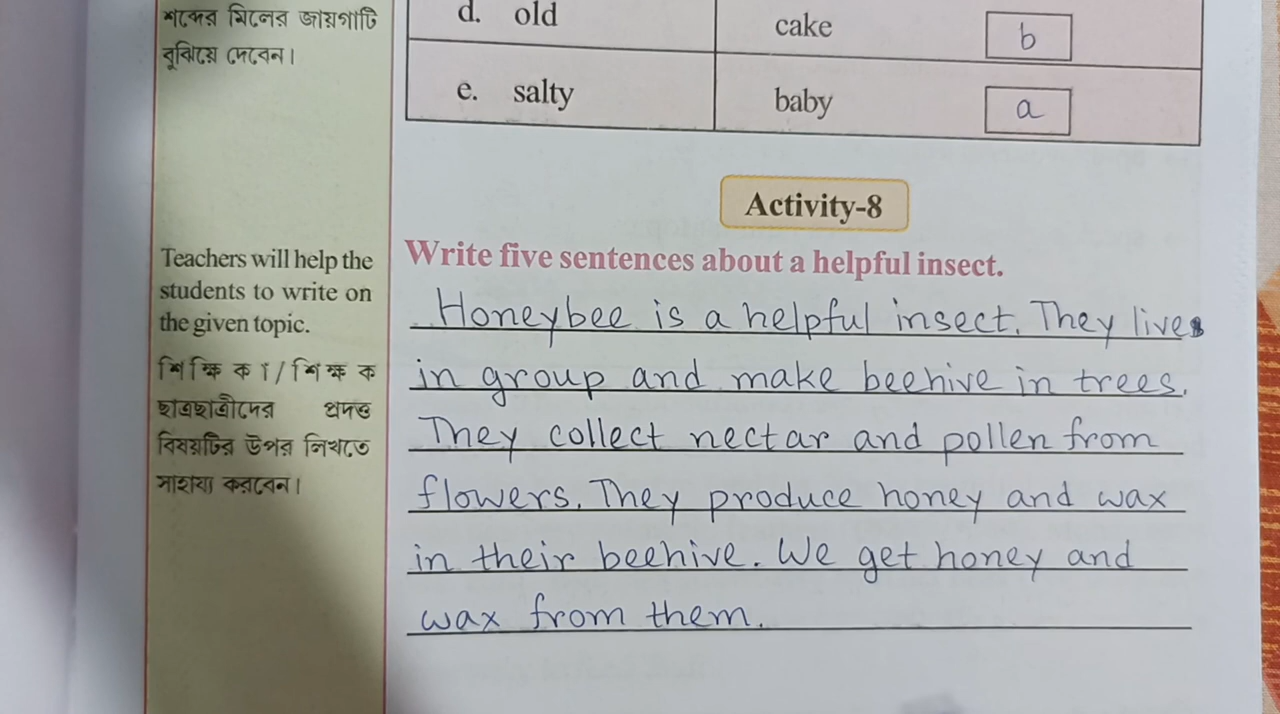 শব্দের মিলের জায়গাটি
বুঝিয়ে দেবেন।
d. old cake b
e. salty baby a
Activity-8
Teachers will help the
students to write on
the given topic.
শিক্ষিকা/শিক্ষক
ছাত্রছাত্রীদের প্রদত্ত
বিষয়টির উপর লিখতে
সাহায্য করবেন।
Write five sentences about a helpful insect.
Honeybee is a helpful insect. They lives
in group and make beehive in trees.
They collect nectar and pollen from
flowers. They produce honey and wax
in their beehive. We get honey and
wax from them.